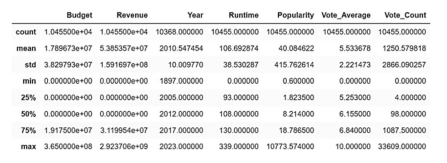 Budget Revenue Year Runtime Popularity Vote_Average Vote_Count
count 1.045500e+04 1.045500e+04 10368.000000 10455.000000 10455.000000 10455.000000 10455.000000
mean 1.789673e+07 5.385357e+07 2010.547454 106.692874 40.084622 5.533678 1250.579818
std 3.829793e+07 1.591697e+08 10.009770 38.530287 415.762614 2.221473 2866.090257
min 0.000000e+00 0.000000e+00 1897.000000 0.000000 0.600000 0.000000 0.000000
25% 0.000000e+00 0.000000e+00 2005.000000 93.000000 1.823500 5.253000 4.000000
50% 0.000000e+00 0.000000e+00 2012.000000 108.000000 8.214000 6.155000 98.000000
75% 1.917500e+07 3.119954e+07 2017.000000 130.000000 18.786500 6.840000 1087.500000
max 3.650000e+08 2.923706e+09 2023.000000 339.000000 10773.574000 10.000000 33609.000000